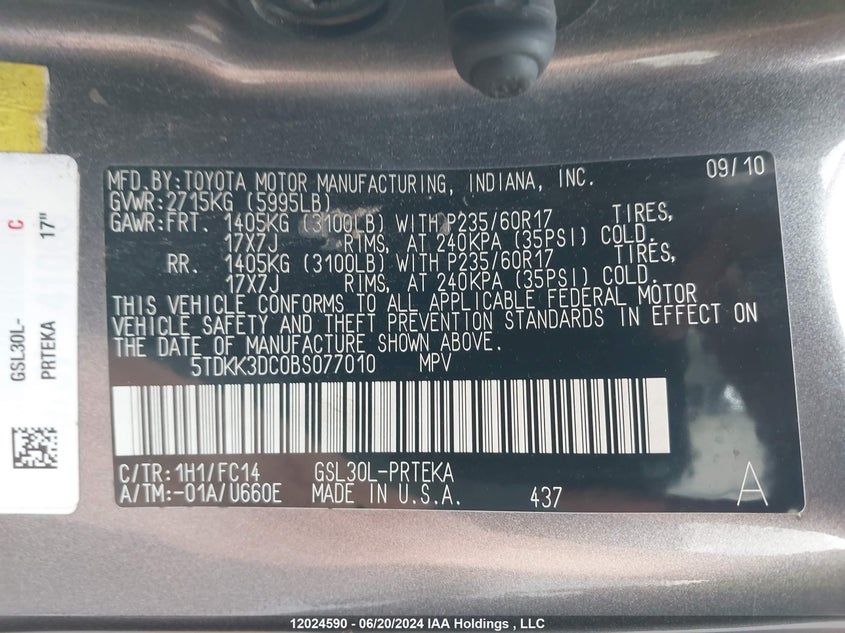 MFD.BY:TOYOTA MOTOR MANUFACTURING, INDIANA, INC. 09/10
GVWR:2715KG (5995LB)
GAWR:FRT. 1405KG (3100LB) WITH P235/60R17 TIRES,
17X7J RIMS, AT 240KPA (35PSI) COLD.
RR. 1405KG (3100LB) WITH P235/60R17 TIRES,
17X7J RIMS, AT 240KPA (35PSI) COLD.
THIS VEHICLE CONFORMS TO ALL APPLICABLE FEDERAL MOTOR
VEHICLE SAFETY AND THEFT PREVENTION STANDARDS IN EFFECT ON
THE DATE OF MANUFACTURE SHOWN ABOVE.
5TDKK3DC0BS077010 MPV
C/TR:1H1/FC14 GSL30L-PRTEKA
A/TM:-01A/U660E MADE IN U.S.A. 437 A
GSL30L-
PRTEKA
C
17"
12024590 - 06/20/2024 IAA Holdings , LLC